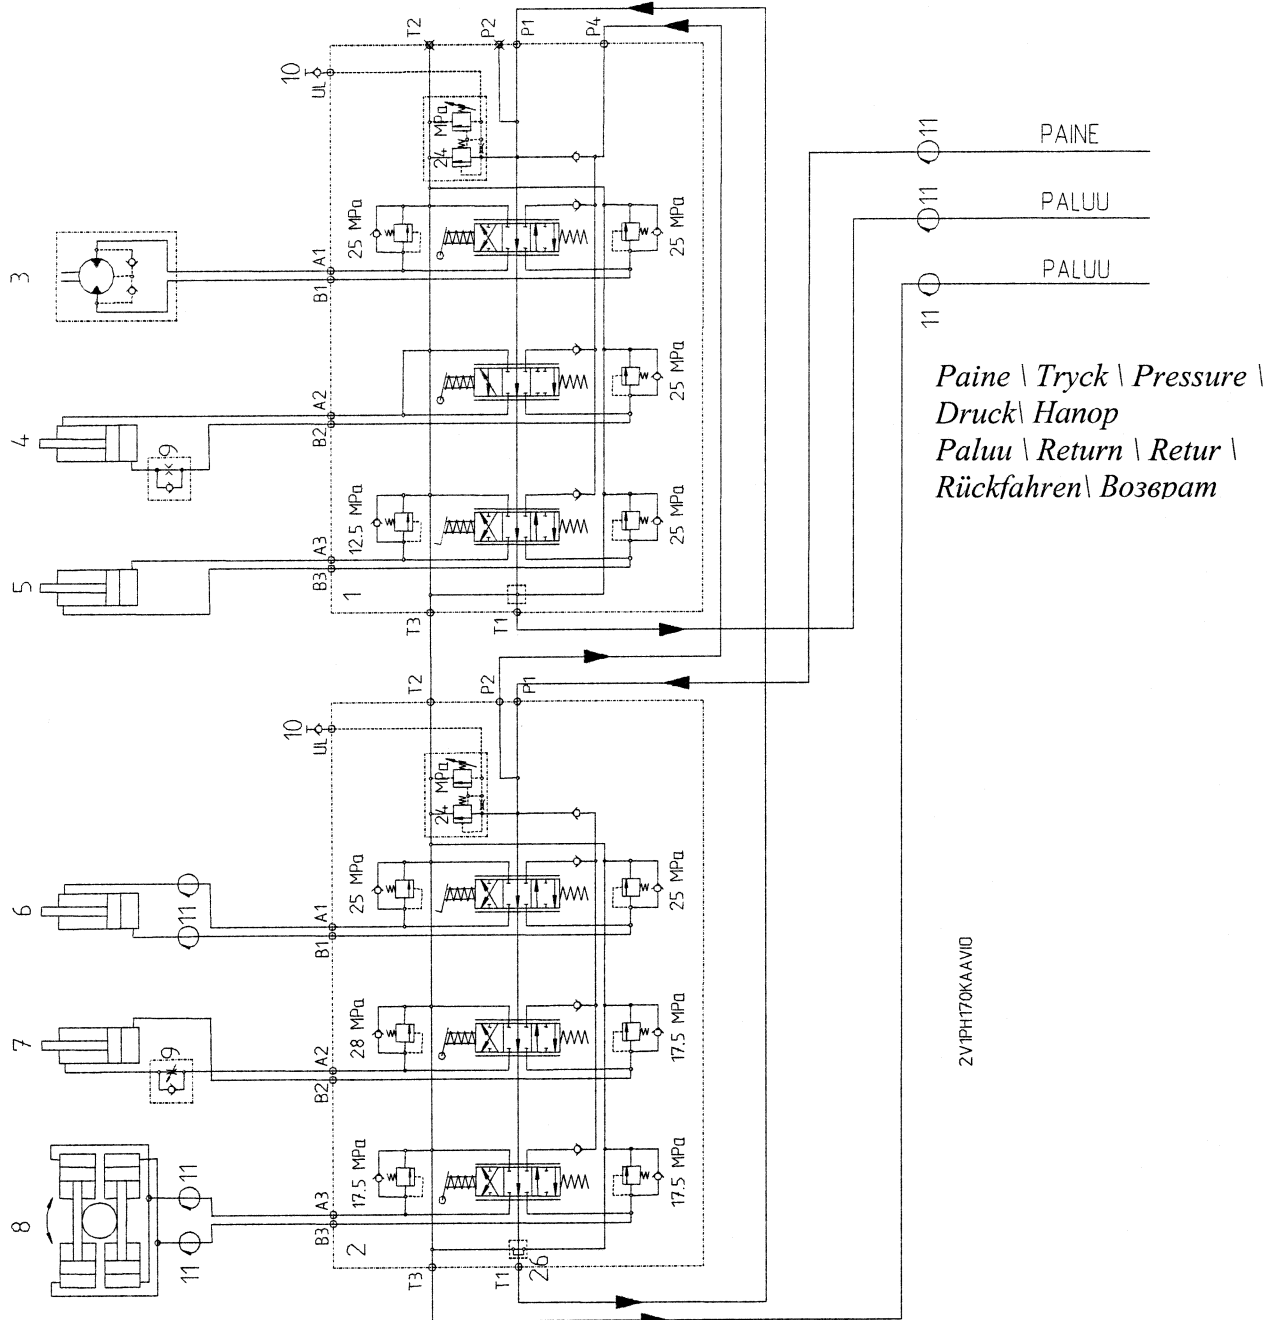 T2
P2
P1
P4
10
UL
24 MPa
11
PAINE
11
PALUU
PALUU
11
25 MPa
25 MPa
3
A1
B1
25 MPa
4
9
A2
B2
12.5 MPa
25 MPa
5
A3
B3
1
T3
T1
Paine \ Tryck \ Pressure \
Druck\ Hanop
Paluu \ Return \ Retur \
Rückfahren\ Возврат
T2
P2
P1
10
UL
24 MPa
25 MPa
25 MPa
6
11
A1
B1
28 MPa
17.5 MPa
7
9
A2
B2
17.5 MPa
17.5 MPa
8
11
11
A3
B3
2
T3
T1
26
2V1PH170KAAVIO